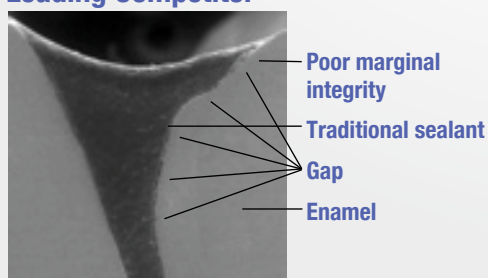 Leading Competitor
Poor marginal
integrity
Traditional sealant
Gap
Enamel